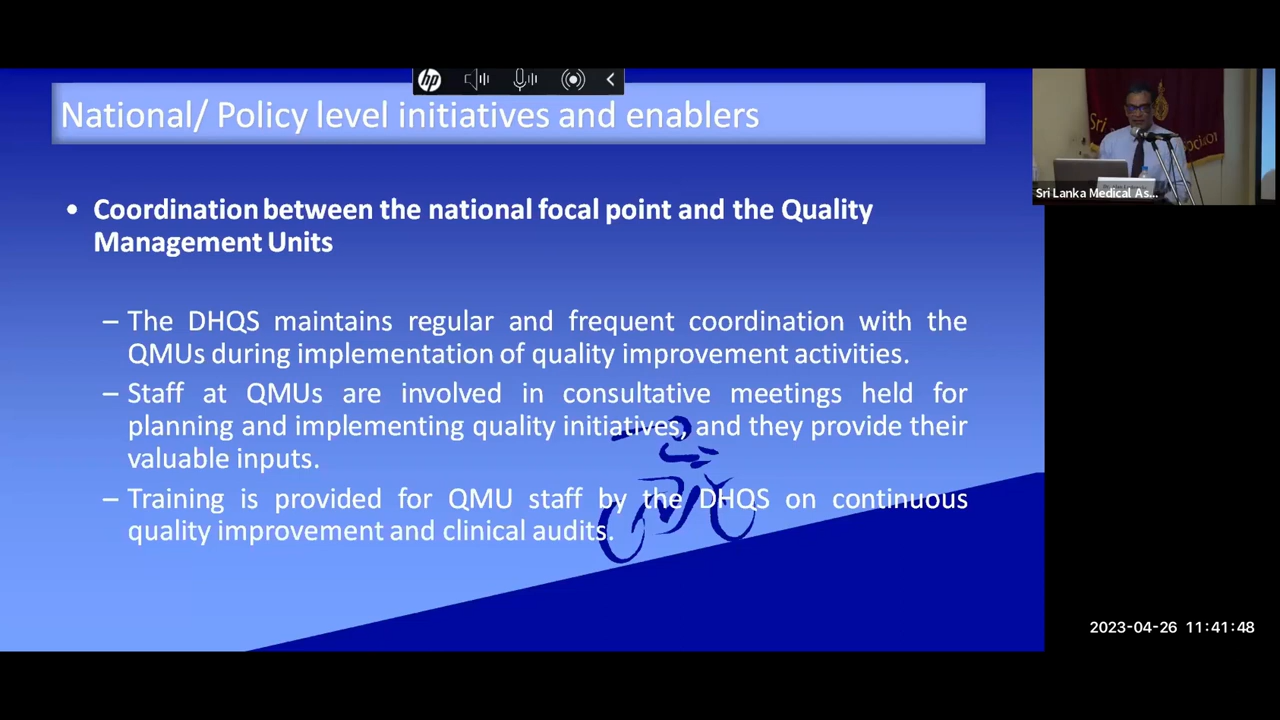 hp
National/ Policy level initiatives and enablers
• Coordination between the national focal point and the Quality
Management Units
– The DHQS maintains regular and frequent coordination with the
QMUs during implementation of quality improvement activities.
– Staff at QMUs are involved in consultative meetings held for
planning and implementing quality initiatives, and they provide their
valuable inputs.
– Training is provided for QMU staff by the DHQS on continuous
quality improvement and clinical audits.
Sri
Sri Lanka Medical As...
2023-04-26 11:41:48